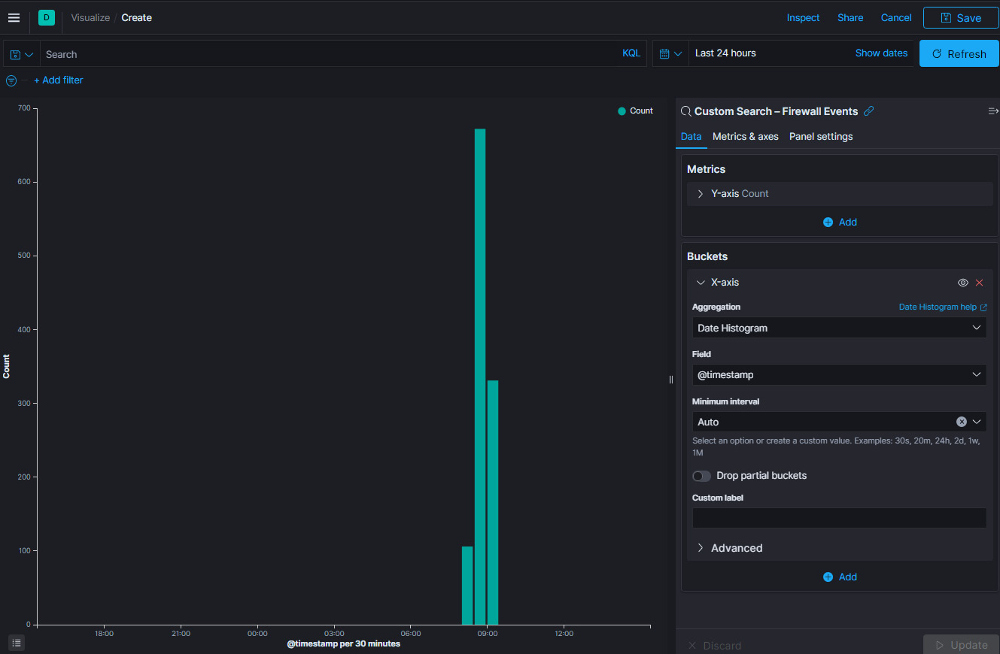 D Visualize / Create Inspect Share Cancel Save
Search KQL Last 24 hours Show dates Refresh
+ Add filter
Count
700
600
500
400
300
200
100
0
Count
18:00 21:00 00:00 03:00 06:00 09:00 12:00
@timestamp per 30 minutes
Custom Search – Firewall Events
Data Metrics & axes Panel settings
Metrics
Y-axis Count
Add
Buckets
X-axis
Aggregation Date Histogram help
Date Histogram
Field
@timestamp
Minimum interval
Auto
Select an option or create a custom value. Examples: 30s, 20m, 24h, 2d, 1w,
1M
Drop partial buckets
Custom label
Advanced
Add
Discard Update